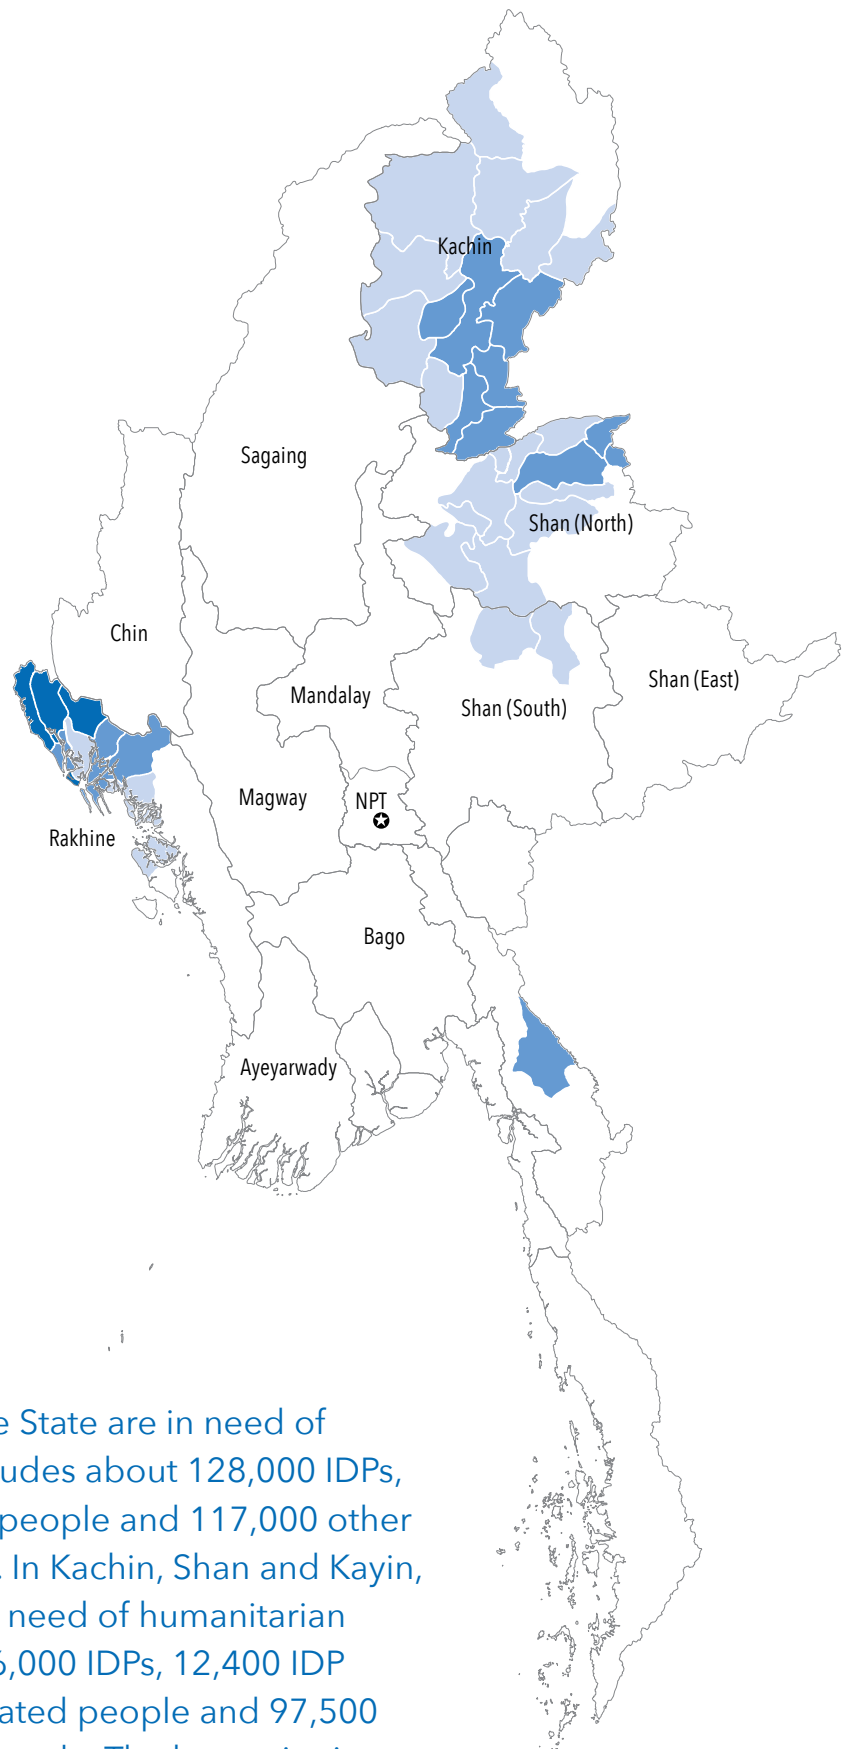 Kachin
Sagaing
Shan (North)
Chin
Mandalay
Shan (East)
Shan (South)
Magway
NPT
Rakhine
Bago
Ayeyarwady
e State are in need of
udes about 128,000 IDPs,
people and 117,000 other
. In Kachin, Shan and Kayin,
need of humanitarian
6,000 IDPs, 12,400 IDP
ated people and 97,500